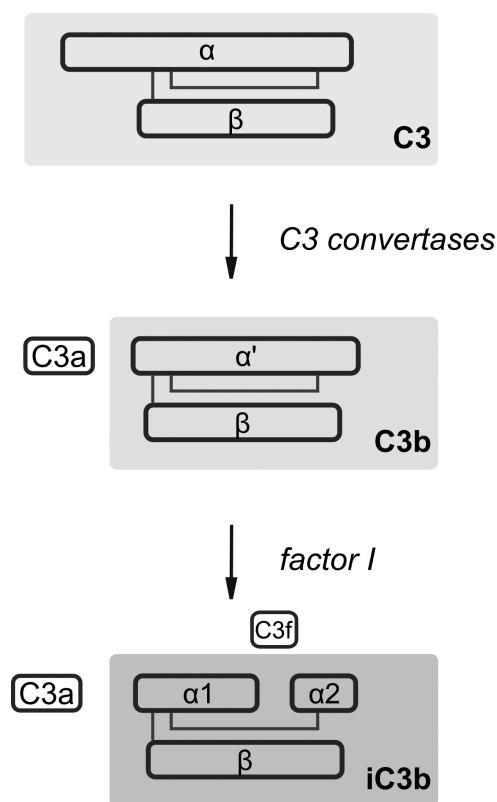 α
β
C3
C3 convertases
C3a
α'
β
C3b
factor I
C3f
C3a
α1
α2
β
iC3b